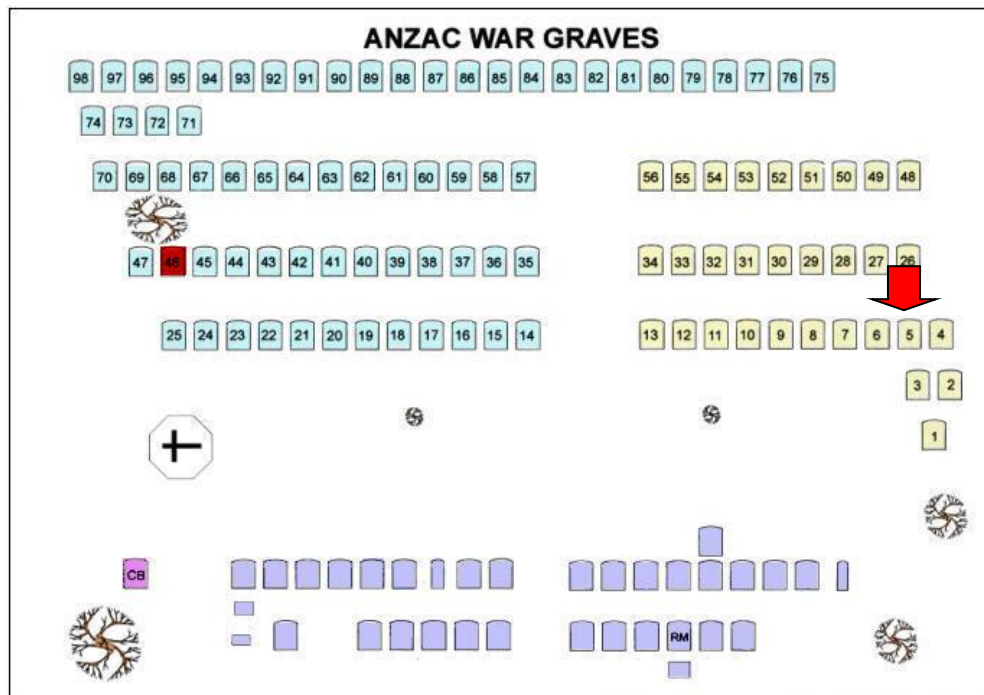 ANZAC WAR GRAVES
98 97 96 95 94 93 92 91 90 89 88 87 86 85 84 83 82 81 80 79 78 77 76 75
74 73 72 71
70 69 68 67 66 65 64 63 62 61 60 59 58 57 56 55 54 53 52 51 50 49 48
47 46 45 44 43 42 41 40 39 38 37 36 35 34 33 32 31 30 29 28 27 26
25 24 23 22 21 20 19 18 17 16 15 14 13 12 11 10 9 8 7 6 5 4
3 2
1
CB
RM